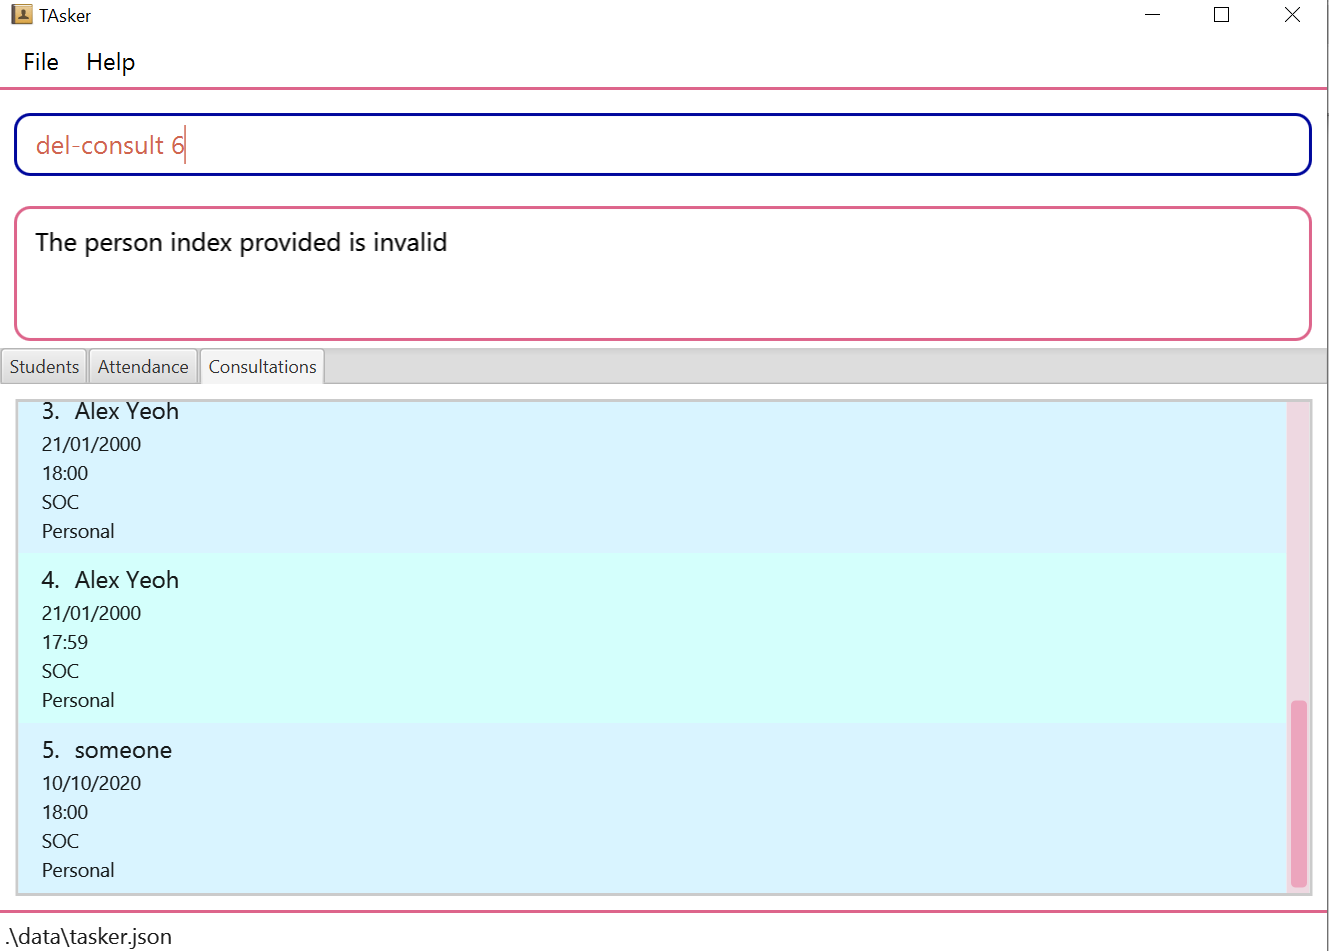 TAsker
File Help
del-consult 6
The person index provided is invalid
Students Attendance Consultations
3. Alex Yeoh
21/01/2000
18:00
SOC
Personal
4. Alex Yeoh
21/01/2000
17:59
SOC
Personal
5. someone
10/10/2020
18:00
SOC
Personal
.\data\tasker.json